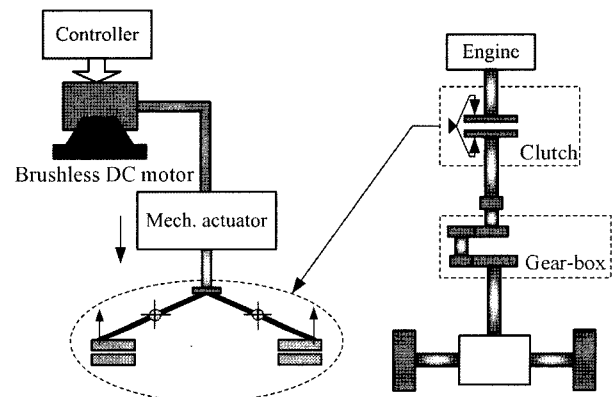 Controller
Brushless DC motor
Mech. actuator
Engine
Clutch
Gear-box